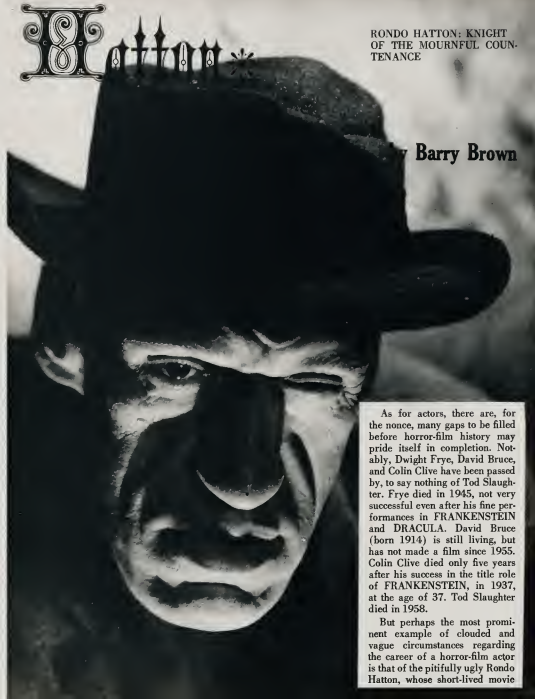 Hatton*
RONDO HATTON: KNIGHT
OF THE MOURNFUL COUN-
TENANCE
Barry Brown
As for actors, there are, for
the nonce, many gaps to be filled
before horror-film history may
pride itself in completion. Not-
ably, Dwight Frye, David Bruce,
and Colin Clive have been passed
by, to say nothing of Tod Slaugh-
ter. Frye died in 1945, not very
successful even after his fine per-
formances in FRANKENSTEIN
and DRACULA. David Bruce
(born 1914) is still living, but
has not made a film since 1955.
Colin Clive died only five years
after his success in the title role
of FRANKENSTEIN, in 1937,
at the age of 37. Tod Slaughter
died in 1958.
But perhaps the most promi-
nent example of clouded and
vague circumstances regarding
the career of a horror-film actor
is that of the pitifully ugly Rondo
Hatton, whose short-lived movie